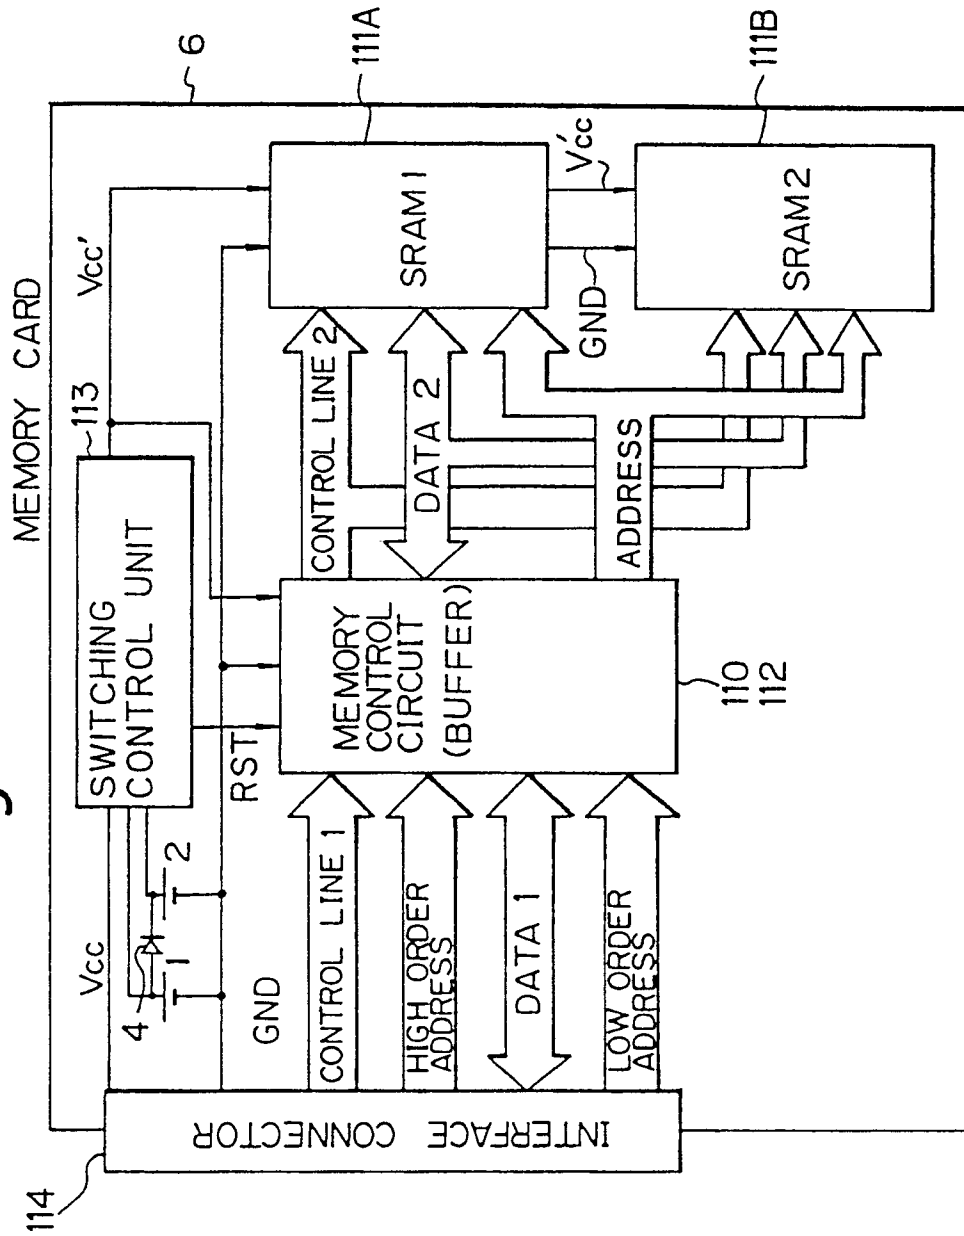 MEMORY CARD
6
114
Vcc
4
1
2
SWITCHING
CONTROL UNIT
113
Vcc'
GND
RST
INTERFACE CONNECTOR
CONTROL LINE 1
HIGH ORDER
ADDRESS
DATA 1
LOW ORDER
ADDRESS
MEMORY
CONTROL
CIRCUIT
(BUFFER)
110
112
CONTROL LINE 2
DATA 2
ADDRESS
SRAM 1
111A
GND
V'cc
SRAM 2
111B